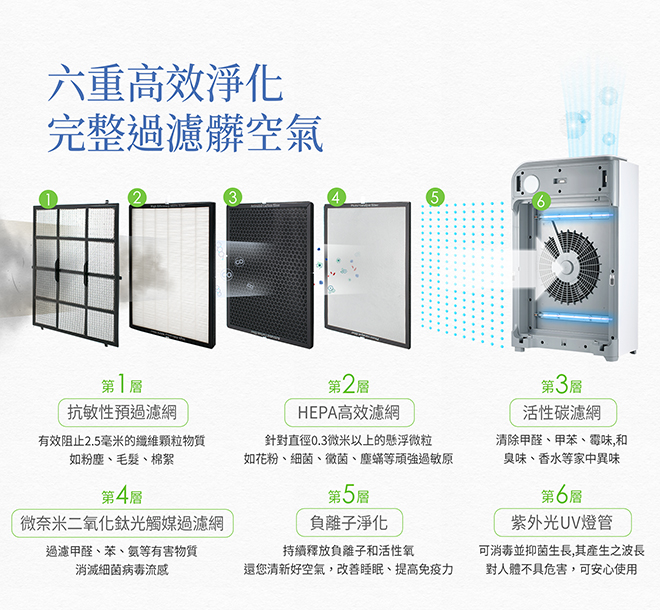 六重高效淨化
完整過濾髒空氣
1 2 3 4 5 6
第1層
抗敏性預過濾網
有效阻止2.5毫米的纖維顆粒物質
如粉塵、毛髮、棉絮
第2層
HEPA高效濾網
針對直徑0.3微米以上的懸浮微粒
如花粉、細菌、黴菌、塵蟎等頑強過敏原
第3層
活性碳濾網
清除甲醛、甲苯、霉味,和
臭味、香水等家中異味
第4層
微奈米二氧化鈦光觸媒過濾網
過濾甲醛、苯、氨等有害物質
消滅細菌病毒流感
第5層
負離子淨化
持續釋放負離子和活性氧
還您清新好空氣，改善睡眠、提高免疫力
第6層
紫外光UV燈管
可消毒並抑菌生長,其產生之波長
對人體不具危害，可安心使用